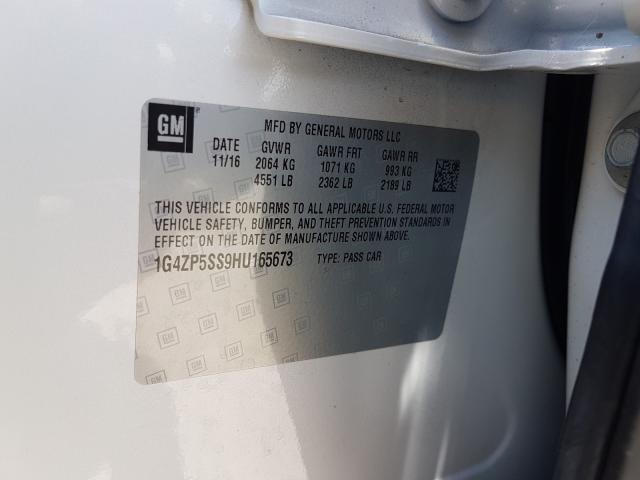 GM
MFD BY GENERAL MOTORS LLC
DATE GVWR GAWR FRT GAWR RR
11/16 2064 KG 1071 KG 993 KG
4551 LB 2362 LB 2189 LB
THIS VEHICLE CONFORMS TO ALL APPLICABLE U.S. FEDERAL MOTOR
VEHICLE SAFETY, BUMPER, AND THEFT PREVENTION STANDARDS IN
EFFECT ON THE DATE OF MANUFACTURE SHOWN ABOVE.
1G4ZP5SS9HU165673 TYPE: PASS CAR